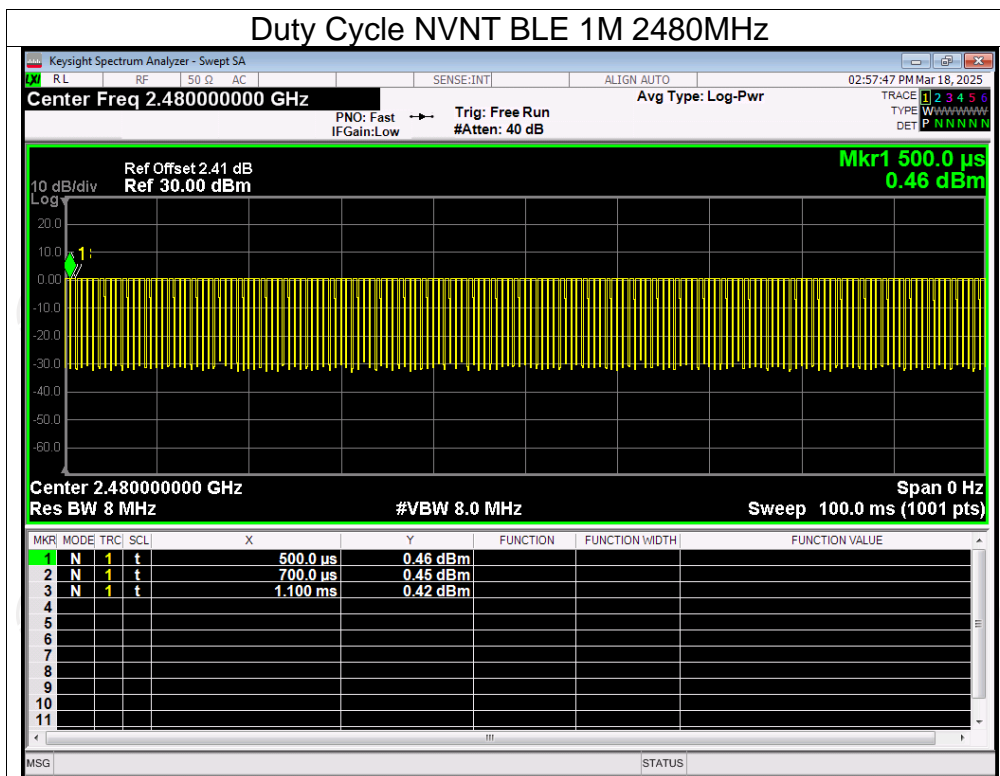 Duty Cycle NVNT BLE 1M 2480MHz
Keysight Spectrum Analyzer - Swept SA
LXI RL RF 50 Ω AC SENSE:INT ALIGN AUTO 02:57:47 PM Mar 18, 2025
Center Freq 2.480000000 GHz Avg Type: Log-Pwr TRACE 1 2 3 4 5 6
PNO: Fast Trig: Free Run TYPE WWWWWW
IFGain:Low #Atten: 40 dB DET P N N N N N
Mkr1 500.0 µs
Ref Offset 2.41 dB
10 dB/div Ref 30.00 dBm 0.46 dBm
Log
20.0
10.0
1
0.00
-10.0
-20.0
-30.0
-40.0
-50.0
-60.0
Center 2.480000000 GHz Span 0 Hz
Res BW 8 MHz #VBW 8.0 MHz Sweep 100.0 ms (1001 pts)
MKR MODE TRC SCL X Y FUNCTION FUNCTION WIDTH FUNCTION VALUE
1 N 1 t 500.0 µs 0.46 dBm
2 N 1 t 700.0 µs 0.45 dBm
3 N 1 t 1.100 ms 0.42 dBm
4
5
6
7
8
9
10
11
MSG STATUS